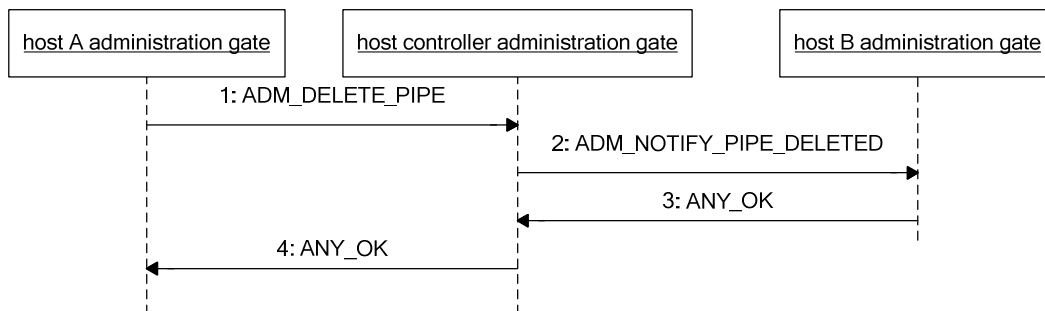 host A administration gate
host controller administration gate
host B administration gate
1: ADM_DELETE_PIPE
2: ADM_NOTIFY_PIPE_DELETED
3: ANY_OK
4: ANY_OK